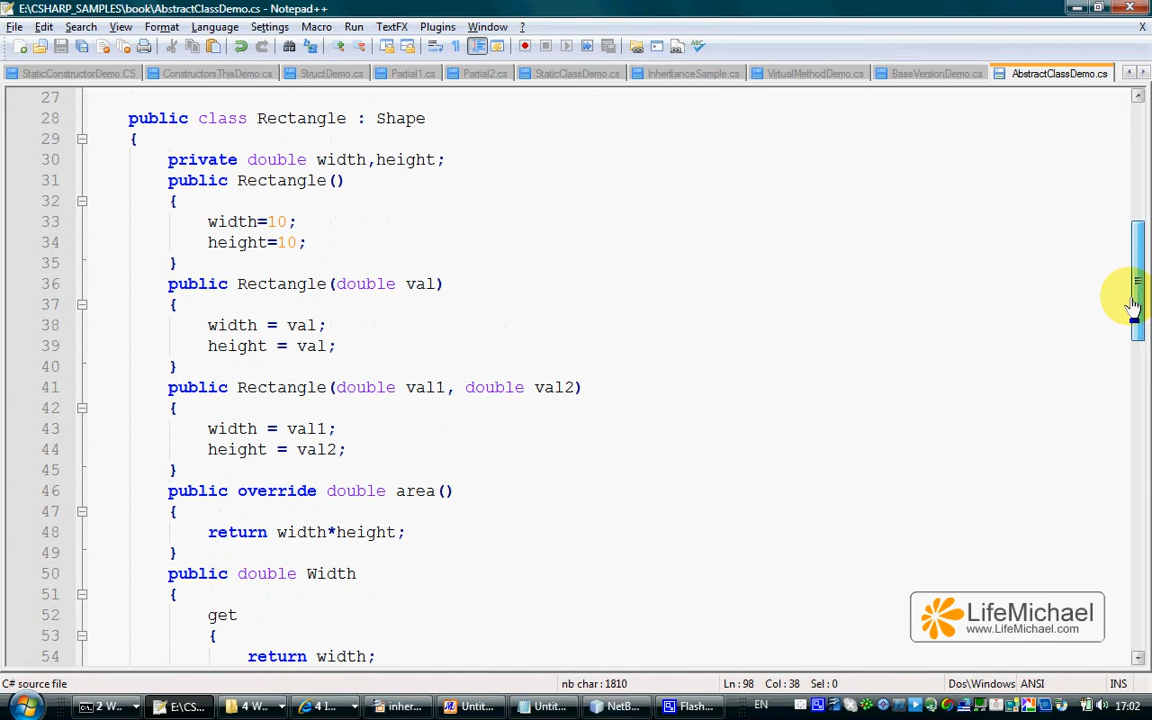 E:\CSHARP_SAMPLES\book\AbstractClassDemo.cs - Notepad++
File Edit Search View Format Language Settings Macro Run TextFX Plugins Window ? X
StaticConstructorDemo.CS ConstructorsThisDemo.cs StructDemo.cs Partial1.cs Partial2.cs StaticClassDemo.cs InheritanceSample.cs VirtualMethodDemo.cs BaseVersionDemo.cs AbstractClassDemo.cs
27
28 public class Rectangle : Shape
29 {
30 private double width,height;
31 public Rectangle()
32 {
33 width=10;
34 height=10;
35 }
36 public Rectangle(double val)
37 {
38 width = val;
39 height = val;
40 }
41 public Rectangle(double val1, double val2)
42 {
43 width = val1;
44 height = val2;
45 }
46 public override double area()
47 {
48 return width*height;
49 }
50 public double Width
51 {
52 get
53 {
54 return width;
LifeMichael
www.LifeMichael.com
C# source file nb char: 1810 Ln: 98 Col: 38 Sel: 0 Dos\Windows ANSI INS
2 W... E:\CS... 4 W... 4 I... inher... Untit... Untit... NetB... Flash... EN 17:02